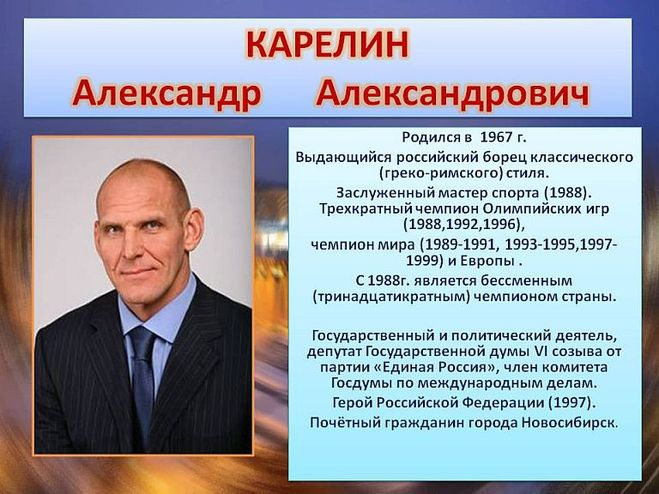 КАРЕЛИН
Александр Александрович
Родился в 1967 г.
Выдающийся российский борец классического
(греко-римского) стиля.
Заслуженный мастер спорта (1988).
Трехкратный чемпион Олимпийских игр
(1988,1992,1996),
чемпион мира (1989-1991, 1993-1995,1997-
1999) и Европы .
С 1988г. является бессменным
(тринадцатикратным) чемпионом страны.
Государственный и политический деятель,
депутат Государственной думы VI созыва от
партии «Единая Россия», член комитета
Госдумы по международным делам.
Герой Российской Федерации (1997).
Почётный гражданин города Новосибирск.